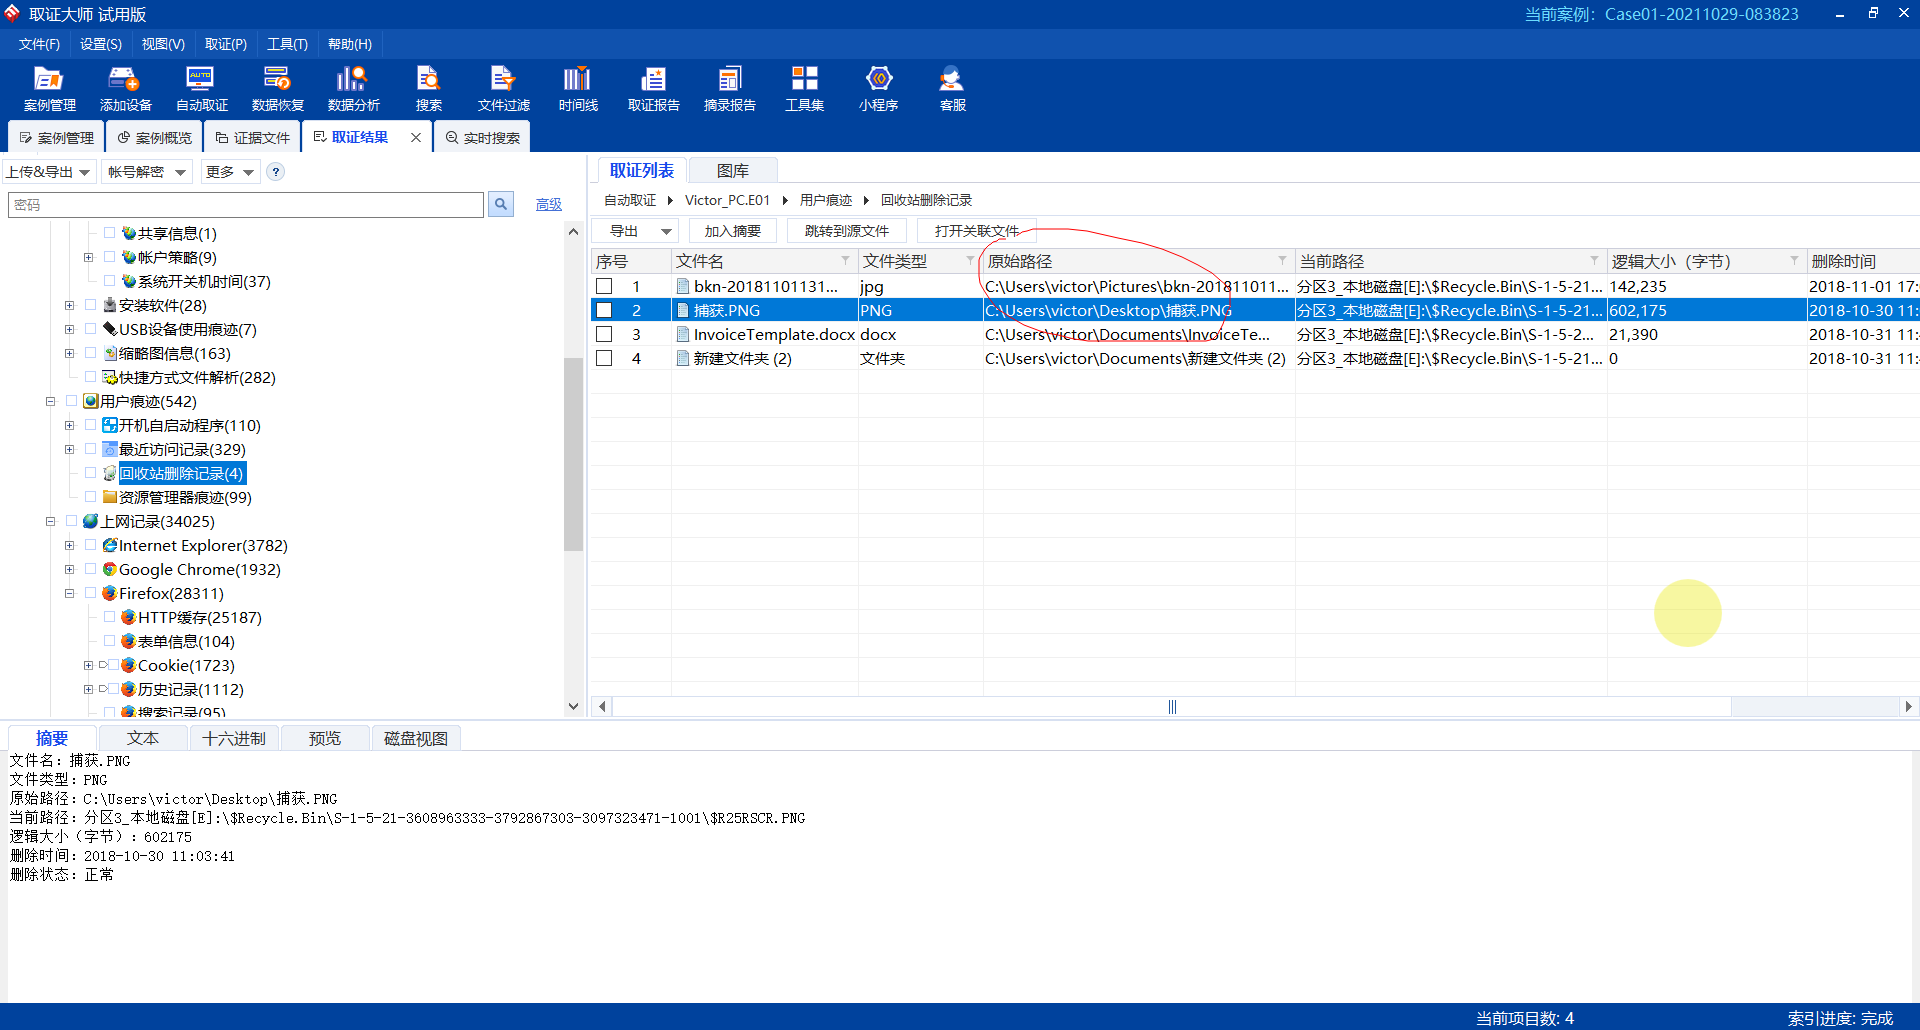 取证大师 试用版
当前案例：Case01-20211029-083823
文件(F) 设置(S) 视图(V) 取证(P) 工具(T) 帮助(H)
案例管理 添加设备 自动取证 数据恢复 数据分析 搜索 文件过滤 时间线 取证报告 摘录报告 工具集 小程序 客服
案例管理 案例概览 证据文件 取证结果 实时搜索
上传&导出 帐号解密 更多 ?
密码 高级
共享信息(1)
帐户策略(9)
系统开关机时间(37)
安装软件(28)
USB设备使用痕迹(7)
缩略图信息(163)
快捷方式文件解析(282)
用户痕迹(542)
开机自启动程序(110)
最近访问记录(329)
回收站删除记录(4)
资源管理器痕迹(99)
上网记录(34025)
Internet Explorer(3782)
Google Chrome(1932)
Firefox(28311)
HTTP缓存(25187)
表单信息(104)
Cookie(1723)
历史记录(1112)
搜索记录(95)
取证列表 图库
自动取证 Victor_PC.E01 用户痕迹 回收站删除记录
导出 加入摘要 跳转到源文件 打开关联文件
序号 文件名 文件类型 原始路径 当前路径 逻辑大小（字节） 删除时间
1 bkn-20181101131... jpg C:\Users\victor\Pictures\bkn-201811011... 分区3_本地磁盘[E]:\$Recycle.Bin\S-1-5-21... 142,235 2018-11-01 17:
2 捕获.PNG PNG C:\Users\victor\Desktop\捕获.PNG 分区3_本地磁盘[E]:\$Recycle.Bin\S-1-5-21... 602,175 2018-10-30 11:
3 InvoiceTemplate.docx docx C:\Users\victor\Documents\InvoiceTe... 分区3_本地磁盘[E]:\$Recycle.Bin\S-1-5-2... 21,390 2018-10-31 11:
4 新建文件夹 (2) 文件夹 C:\Users\victor\Documents\新建文件夹 (2) 分区3_本地磁盘[E]:\$Recycle.Bin\S-1-5-21... 0 2018-10-31 11:
摘要 文本 十六进制 预览 磁盘视图
文件名：捕获.PNG
文件类型：PNG
原始路径：C:\Users\victor\Desktop\捕获.PNG
当前路径：分区3_本地磁盘[E]:\$Recycle.Bin\S-1-5-21-3608963333-3792867303-3097323471-1001\$R25RSCR.PNG
逻辑大小（字节）：602175
删除时间：2018-10-30 11:03:41
删除状态：正常
当前项目数: 4 索引进度: 完成